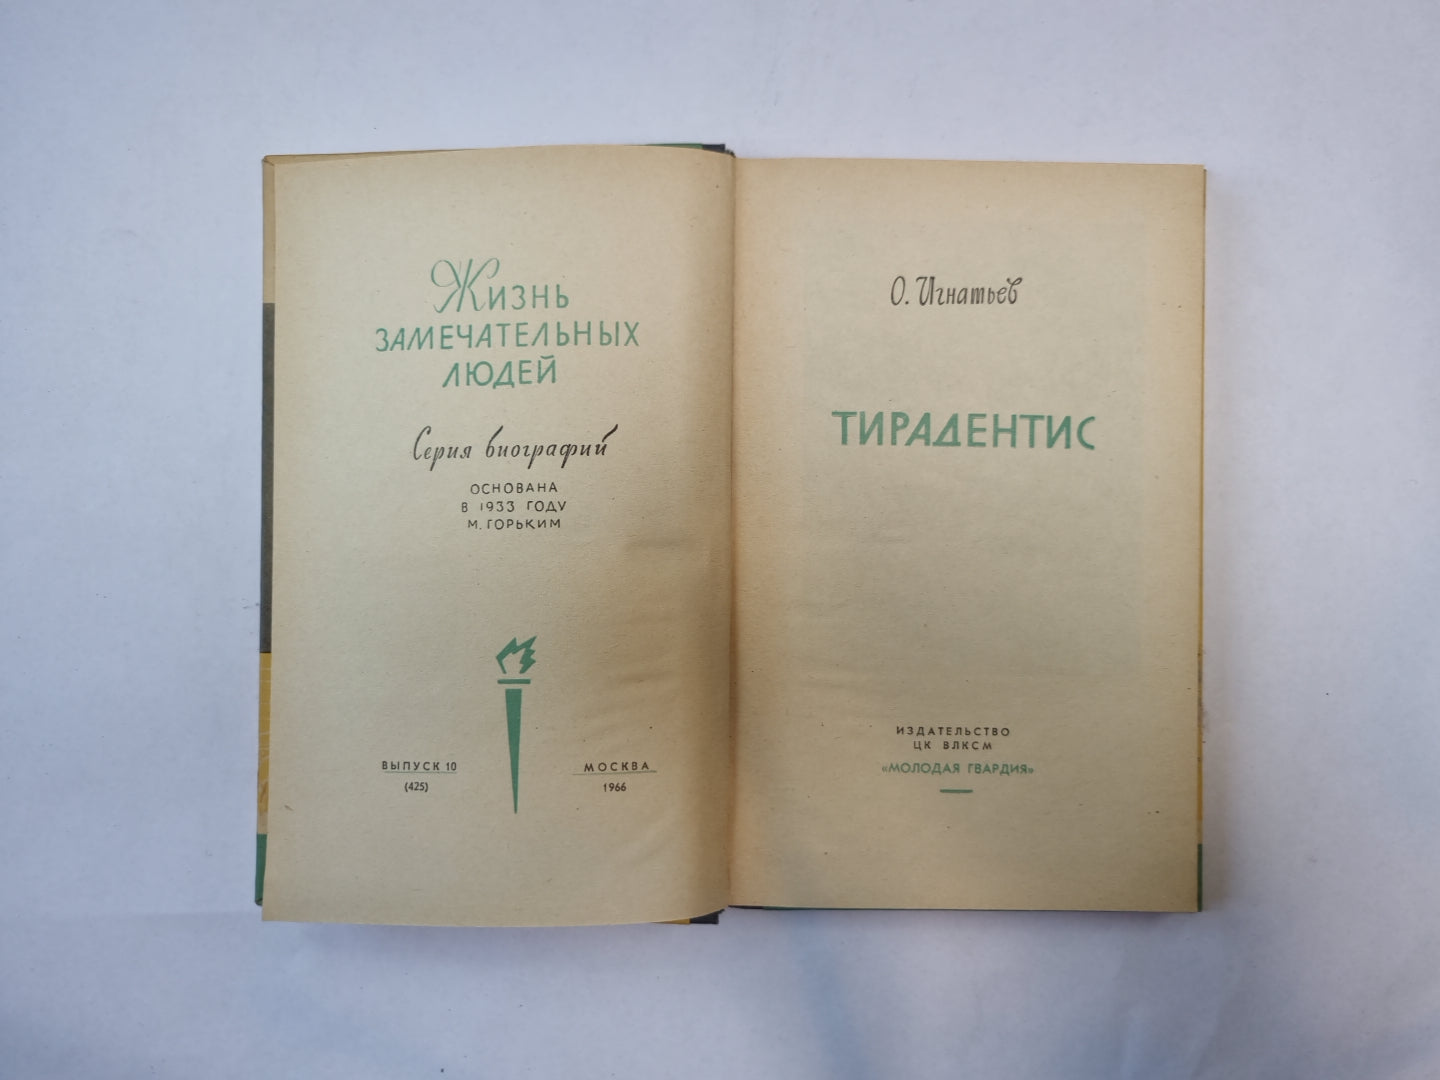 Жизнь
ЗАМЕЧАТЕЛЬНЫХ
ЛЮДЕЙ
Серия биографий
ОСНОВАНА
В 1933 ГОДУ
М. ГОРЬКИМ
ВЫПУСК 10
(425)
МОСКВА
1966
О. Игнатьев
ТИРАДЕНТИС
ИЗДАТЕЛЬСТВО
ЦК ВЛКСМ
«МОЛОДАЯ ГВАРДИЯ»